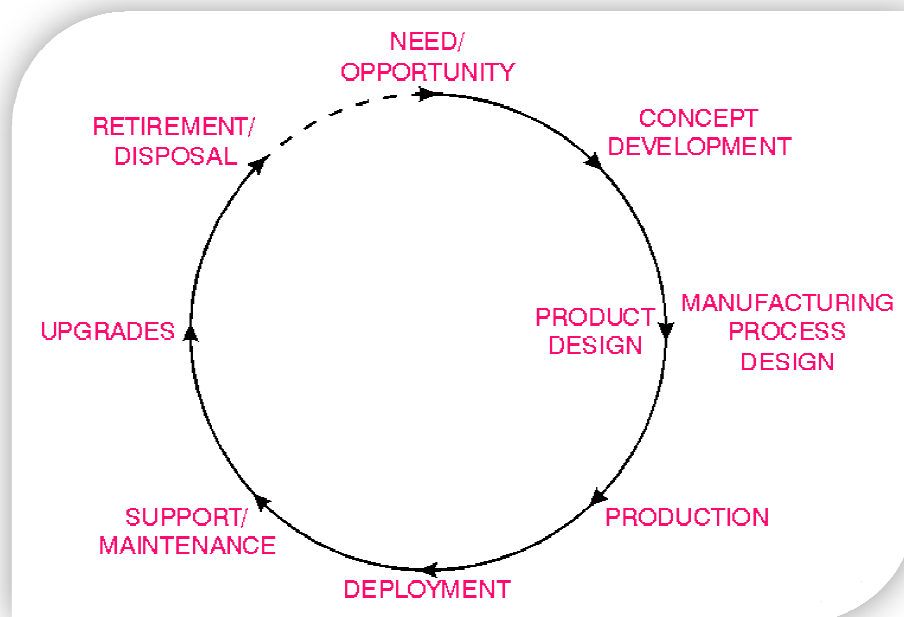 NEED/
OPPORTUNITY
CONCEPT
DEVELOPMENT
PRODUCT
DESIGN
MANUFACTURING
PROCESS
DESIGN
PRODUCTION
DEPLOYMENT
SUPPORT/
MAINTENANCE
UPGRADES
RETIREMENT/
DISPOSAL